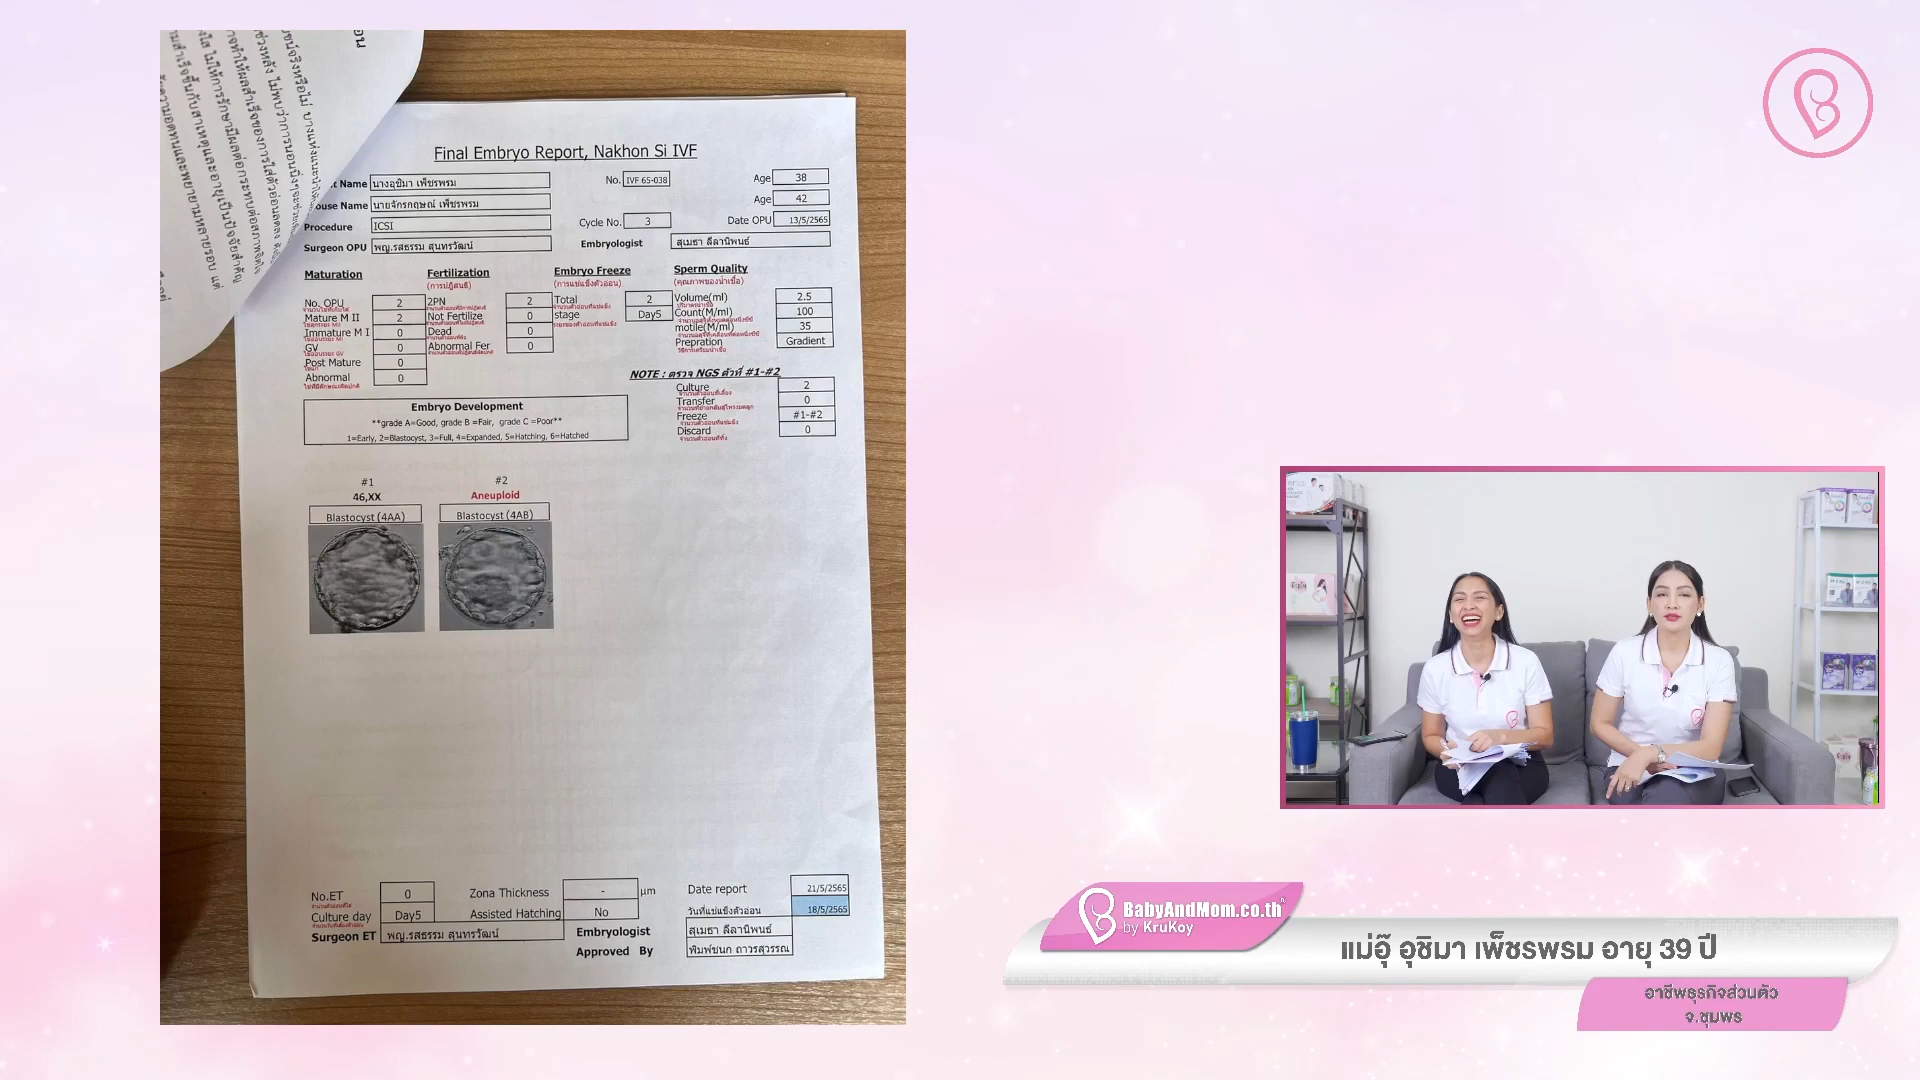 Final Embryo Report, Nakhon Si IVF
Name นางอุชิมา เพ็ชรพรม No. IVF 65-038 Age 38
ouse Name นายจักรกฤษณ์ เพ็ชรพรม Age 42
Procedure ICSI Cycle No. 3 Date OPU 13/5/2565
Surgeon OPU พญ.รสธรรม สุนทรวัฒน์ Embryologist สุเมธา ลีลานิพนธ์
Maturation Fertilization Embryo Freeze Sperm Quality
(การปฏิสนธิ) (การแช่แข็งตัวอ่อน) (คุณภาพของน้ำเชื้อ)
No. OPU 2 2PN 2 Total 2 Volume(ml) 2.5
Mature M II 2 Not Fertilize 0 stage Day5 Count(M/ml) 100
Immature M I 0 Dead 0 motile(M/ml) 35
GV 0 Abnormal Fer 0 Prepration Gradient
Post Mature 0
Abnormal 0
NOTE : ตรวจ NGS ตัวที่ #1-#2
Culture 2
Transfer 0
Freeze #1-#2
Discard 0
Embryo Development
**grade A=Good, grade B =Fair, grade C =Poor**
1=Early, 2=Blastocyst, 3=Full, 4=Expanded, 5=Hatching, 6=Hatched
#1 #2
46,XX Aneuploid
Blastocyst (4AA) Blastocyst (4AB)
No.ET 0 Zona Thickness - µm Date report 21/5/2565
Culture day Day5 Assisted Hatching No วันที่แช่แข็งตัวอ่อน 18/5/2565
Surgeon ET พญ.รสธรรม สุนทรวัฒน์ Embryologist สุเมธา ลีลานิพนธ์
Approved By พิมพ์ชนก ถาวรสุวรรณ
BabyAndMom.co.th
by KruKoy
แม่อุ๊ อุชิมา เพ็ชรพรม อายุ 39 ปี
อาชีพธุรกิจส่วนตัว
จ.ชุมพร